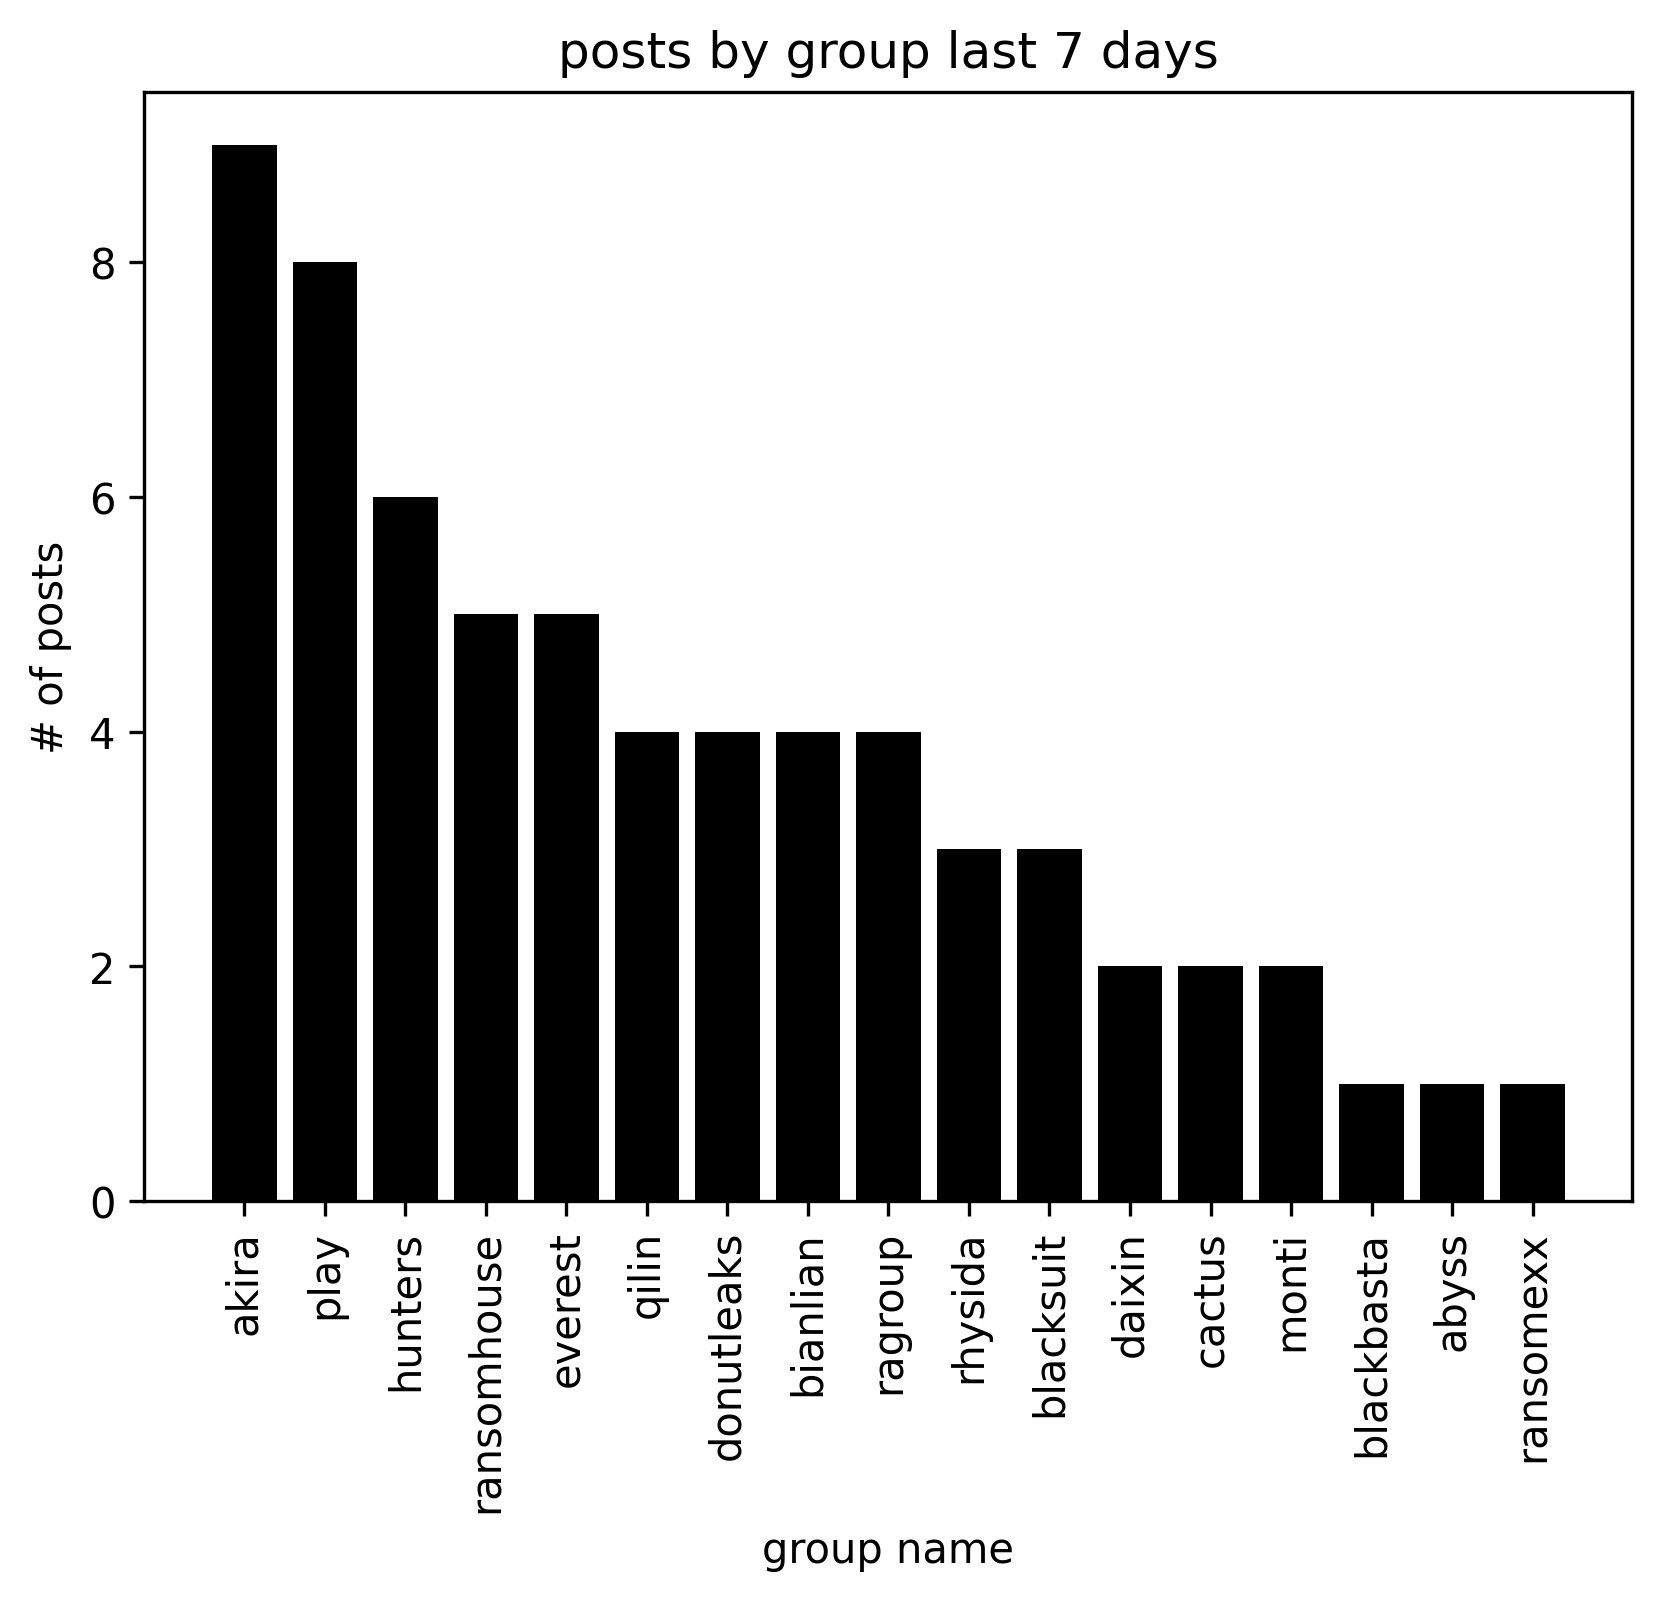 posts by group last 7 days
# of posts
8
6
4
2
0
akira
play
hunters
ransomhouse
everest
qilin
donutleaks
bianlian
ragroup
rhysida
blacksuit
daixin
cactus
monti
blackbasta
abyss
ransomexx
group name